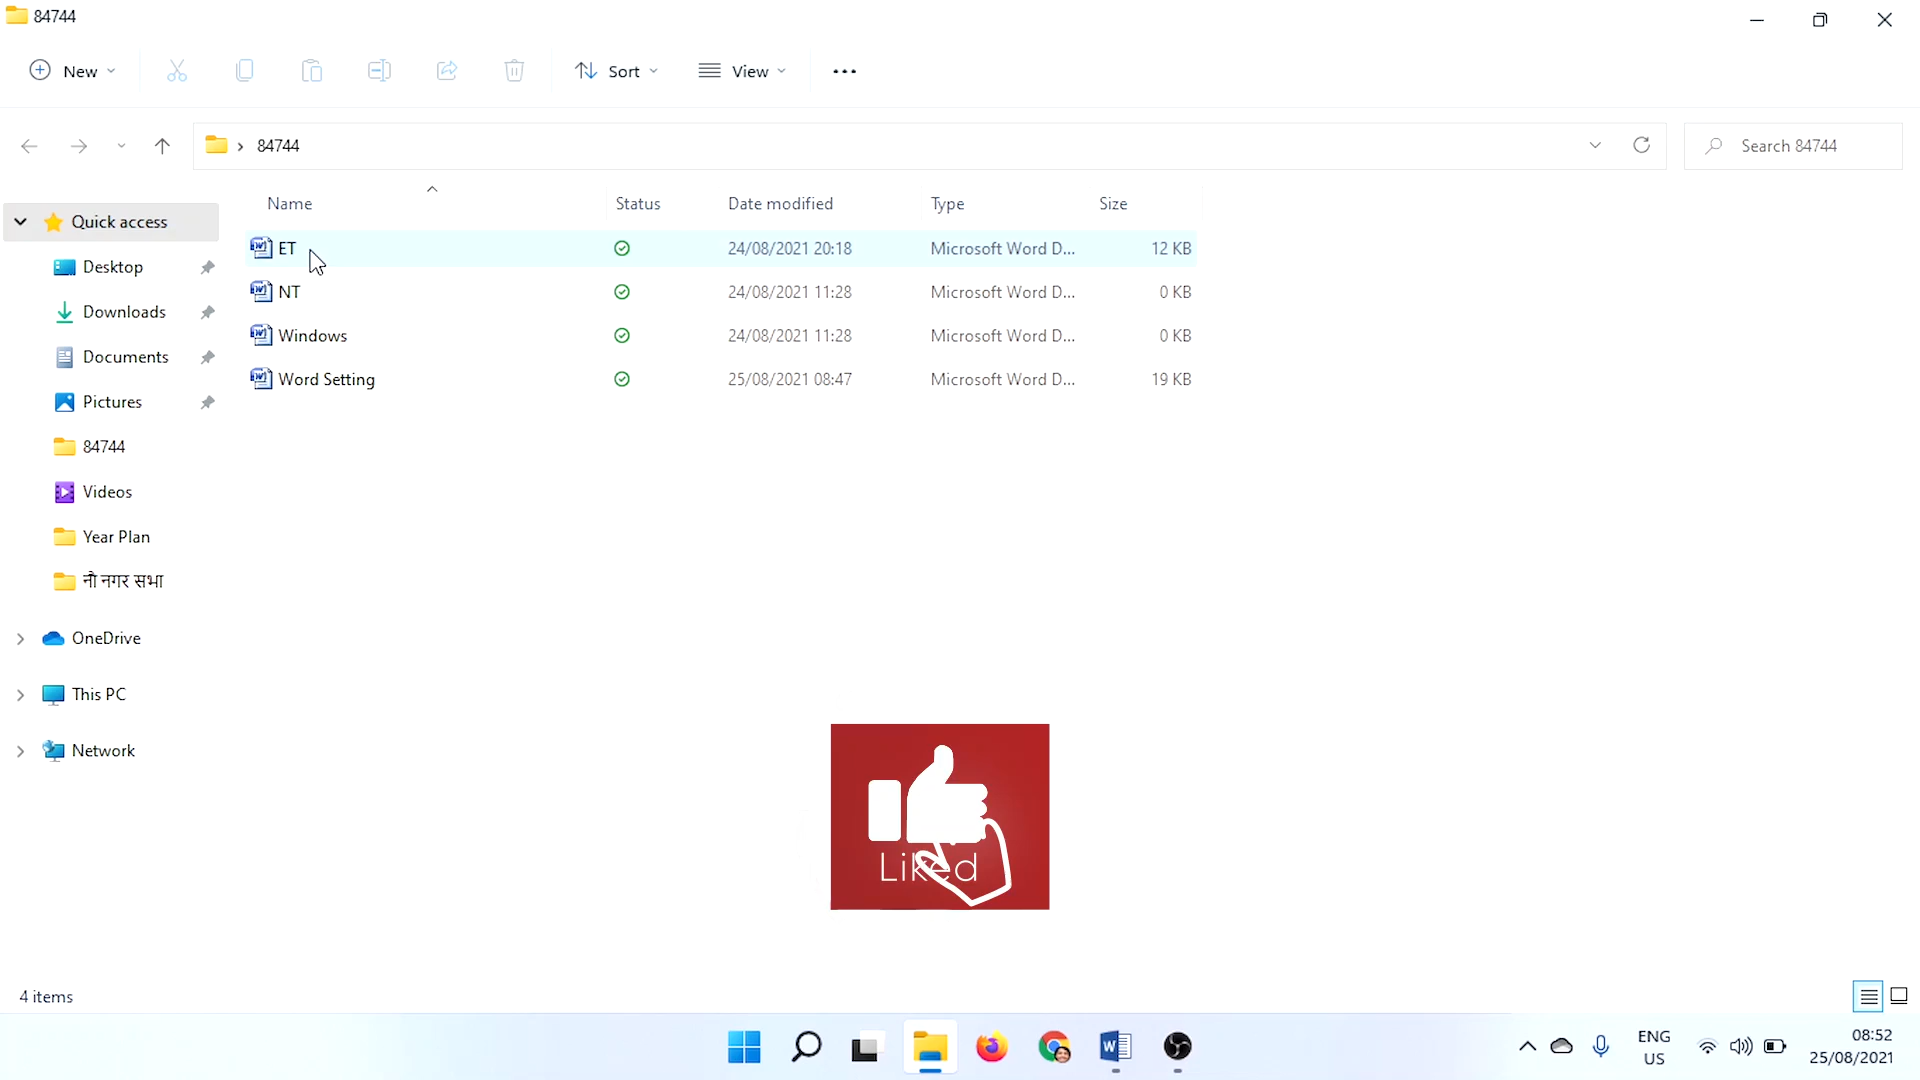 84744
New
Sort
View
84744
Search 84744
Name Status Date modified Type Size
Quick access
Desktop
Downloads
Documents
Pictures
84744
Videos
Year Plan
नौ नगर सभा
OneDrive
This PC
Network
ET 24/08/2021 20:18 Microsoft Word D... 12 KB
NT 24/08/2021 11:28 Microsoft Word D... 0 KB
Windows 24/08/2021 11:28 Microsoft Word D... 0 KB
Word Setting 25/08/2021 08:47 Microsoft Word D... 19 KB
Liked
4 items
ENG
US
08:52
25/08/2021